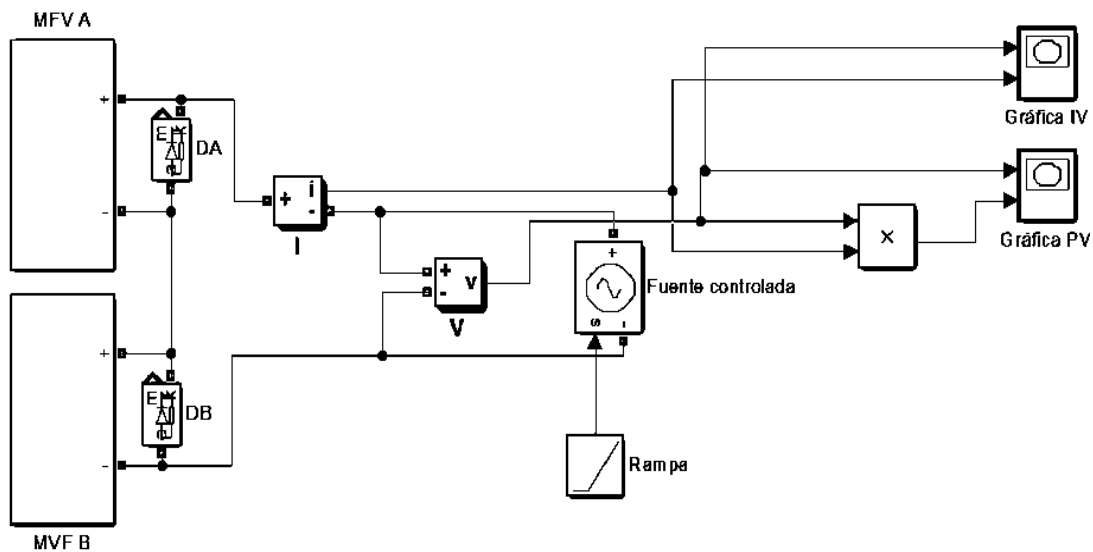 MFV A
+
-
E
DA
+
i
-
I
+
-
v
V
+
s
-
Fuente controlada
Rampa
×
Gráfica IV
Gráfica PV
+
-
E
DB
MVF B